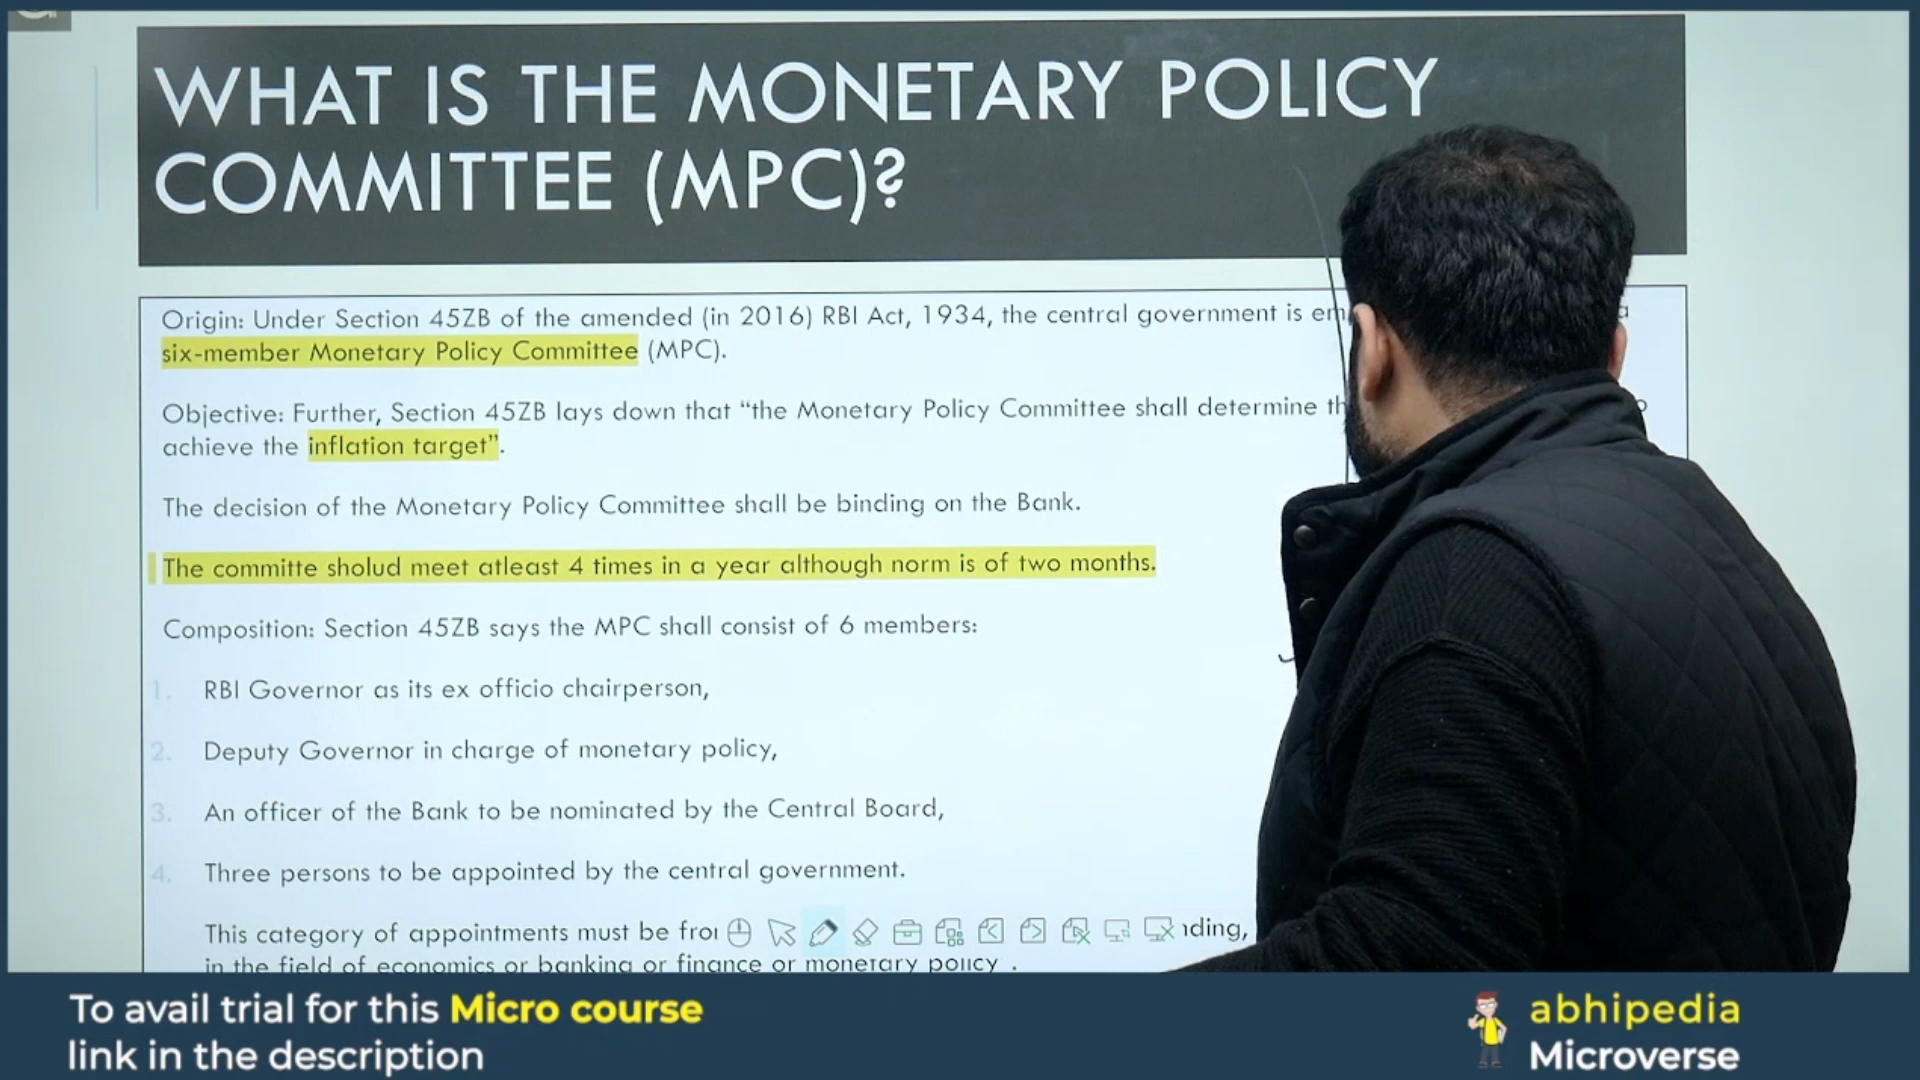 WHAT IS THE MONETARY POLICY
COMMITTEE (MPC)?
Origin: Under Section 45ZB of the amended (in 2016) RBI Act, 1934, the central government is
six-member Monetary Policy Committee (MPC).
Objective: Further, Section 45ZB lays down that “the Monetary Policy Committee shall determine
achieve the inflation target”.
The decision of the Monetary Policy Committee shall be binding on the Bank.
The committe sholud meet atleast 4 times in a year although norm is of two months.
Composition: Section 45ZB says the MPC shall consist of 6 members:
1. RBI Governor as its ex officio chairperson,
2. Deputy Governor in charge of monetary policy,
3. An officer of the Bank to be nominated by the Central Board,
4. Three persons to be appointed by the central government.
This category of appointments must be
in the field of economics or banking or finance or monetary policy .
To avail trial for this Micro course
link in the description
abhipedia
Microverse